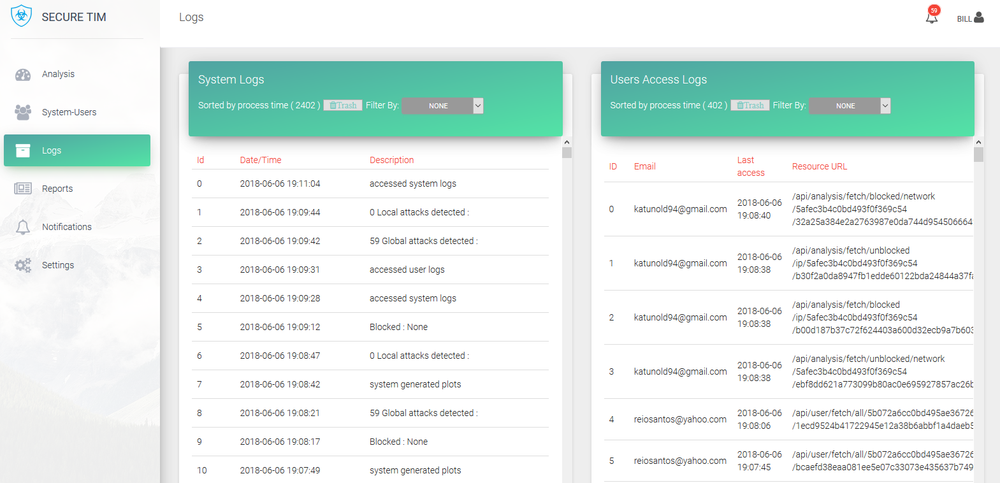 SECURE TIM
Logs
59
BILL
Analysis
System-Users
Logs
Reports
Notifications
Settings
System Logs
Sorted by process time ( 2402 ) Trash Filter By: NONE
Id Date/Time Description
0 2018-06-06 19:11:04 accessed system logs
1 2018-06-06 19:09:44 0 Local attacks detected :
2 2018-06-06 19:09:42 59 Global attacks detected :
3 2018-06-06 19:09:31 accessed user logs
4 2018-06-06 19:09:28 accessed system logs
5 2018-06-06 19:09:12 Blocked : None
6 2018-06-06 19:08:47 0 Local attacks detected :
7 2018-06-06 19:08:42 system generated plots
8 2018-06-06 19:08:21 59 Global attacks detected :
9 2018-06-06 19:08:17 Blocked : None
10 2018-06-06 19:07:49 system generated plots
Users Access Logs
Sorted by process time ( 402 ) Trash Filter By: NONE
ID Email Last access Resource URL
0 katunold94@gmail.com 2018-06-06 19:08:40
/api/analysis/fetch/blocked/network
/5afec3b4c0bd493f0f369c54
/32a25a384e2a2763987e0da744d954506664
1 katunold94@gmail.com 2018-06-06 19:08:38
/api/analysis/fetch/unblocked
/ip/5afec3b4c0bd493f0f369c54
/b30f2a0da8947fb1edde60122bda24844a37fa
2 katunold94@gmail.com 2018-06-06 19:08:38
/api/analysis/fetch/blocked
/ip/5afec3b4c0bd493f0f369c54
/b00d187b37c72f624403a600d32ecb9a7b603
3 katunold94@gmail.com 2018-06-06 19:08:38
/api/analysis/fetch/unblocked/network
/5afec3b4c0bd493f0f369c54
/ebf8dd621a773099b80ac0e695927857ac26b
4 reiosantos@yahoo.com 2018-06-06 19:08:06
/api/user/fetch/all/5b072a6cc0bd495ae36726
/1ecd9524b41722945e12a38b6abbf1a4daeb5
5 reiosantos@yahoo.com 2018-06-06 19:07:45
/api/user/fetch/all/5b072a6cc0bd495ae36726
/bcaefd38eaa081ee5e07c33073e435637b749